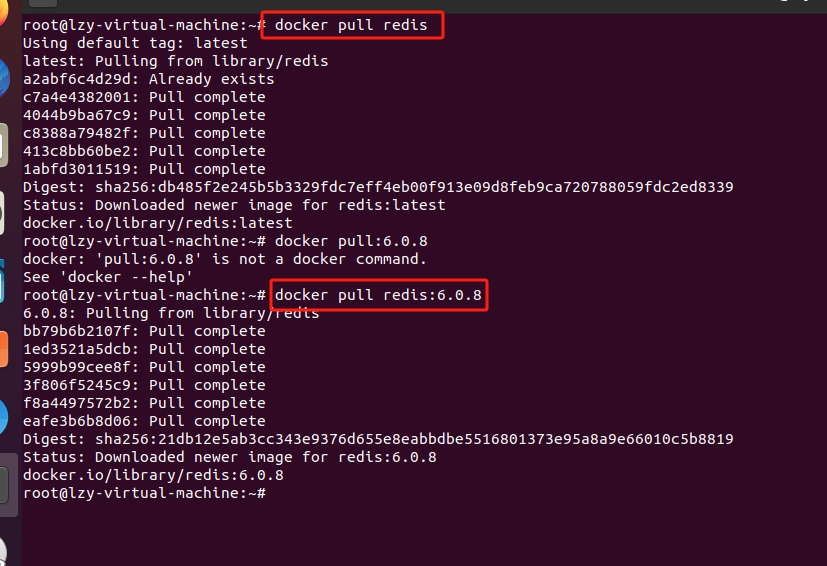 root@lzy-virtual-machine:~# docker pull redis
Using default tag: latest
latest: Pulling from library/redis
a2abf6c4d29d: Already exists
c7a4e4382001: Pull complete
4044b9ba67c9: Pull complete
c8388a79482f: Pull complete
413c8bb60be2: Pull complete
1abfd3011519: Pull complete
Digest: sha256:db485f2e245b5b3329fdc7eff4eb00f913e09d8feb9ca720788059fdc2ed8339
Status: Downloaded newer image for redis:latest
docker.io/library/redis:latest
root@lzy-virtual-machine:~# docker pull:6.0.8
docker: 'pull:6.0.8' is not a docker command.
See 'docker --help'
root@lzy-virtual-machine:~# docker pull redis:6.0.8
6.0.8: Pulling from library/redis
bb79b6b2107f: Pull complete
1ed3521a5dcb: Pull complete
5999b99cee8f: Pull complete
3f806f5245c9: Pull complete
f8a4497572b2: Pull complete
eafe3b6b8d06: Pull complete
Digest: sha256:21db12e5ab3cc343e9376d655e8eabbdbe5516801373e95a8a9e66010c5b8819
Status: Downloaded newer image for redis:6.0.8
docker.io/library/redis:6.0.8
root@lzy-virtual-machine:~#